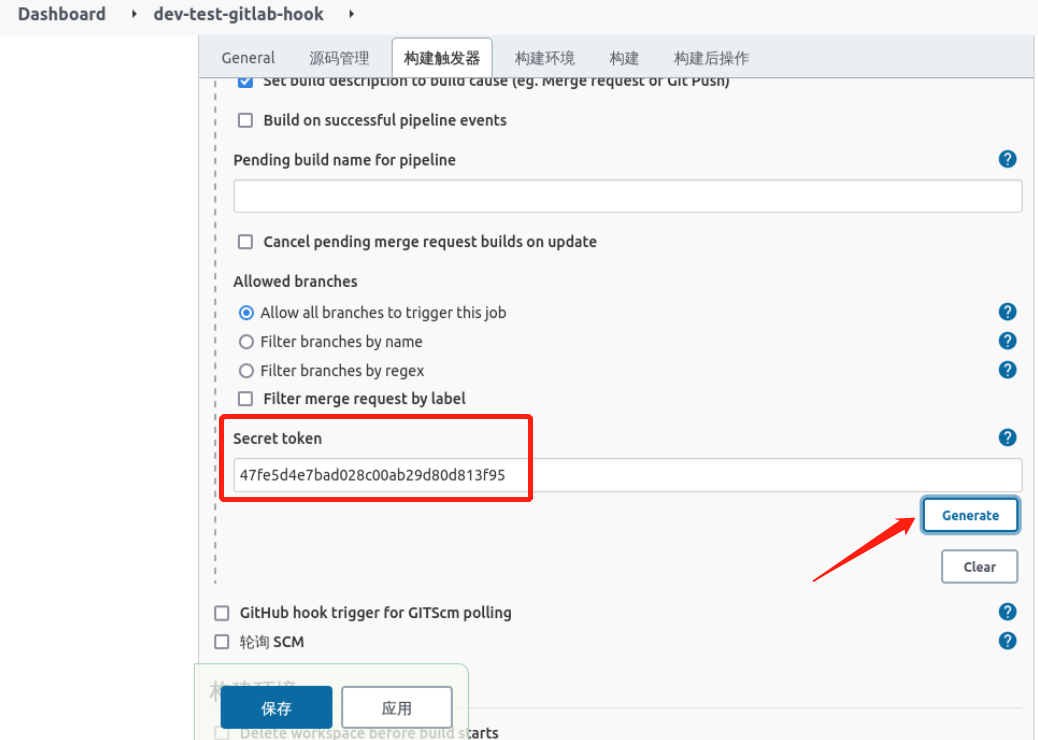 Dashboard dev-test-gitlab-hook
General 源码管理 构建触发器 构建环境 构建 构建后操作
Set build description to build cause (eg. Merge request or Git Push)
Build on successful pipeline events
Pending build name for pipeline
Cancel pending merge request builds on update
Allowed branches
Allow all branches to trigger this job
Filter branches by name
Filter branches by regex
Filter merge request by label
Secret token
47fe5d4e7bad028c00ab29d80d813f95
Generate
Clear
GitHub hook trigger for GITScm polling
轮询 SCM
构建环境
保存 应用
Delete workspace before build starts